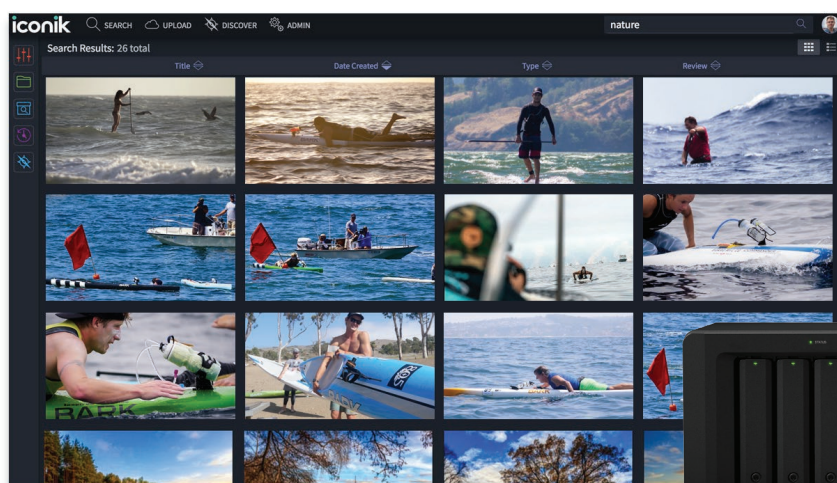 iconik SEARCH UPLOAD DISCOVER ADMIN nature
Search Results: 26 total
Title Date Created Type Review
BARK